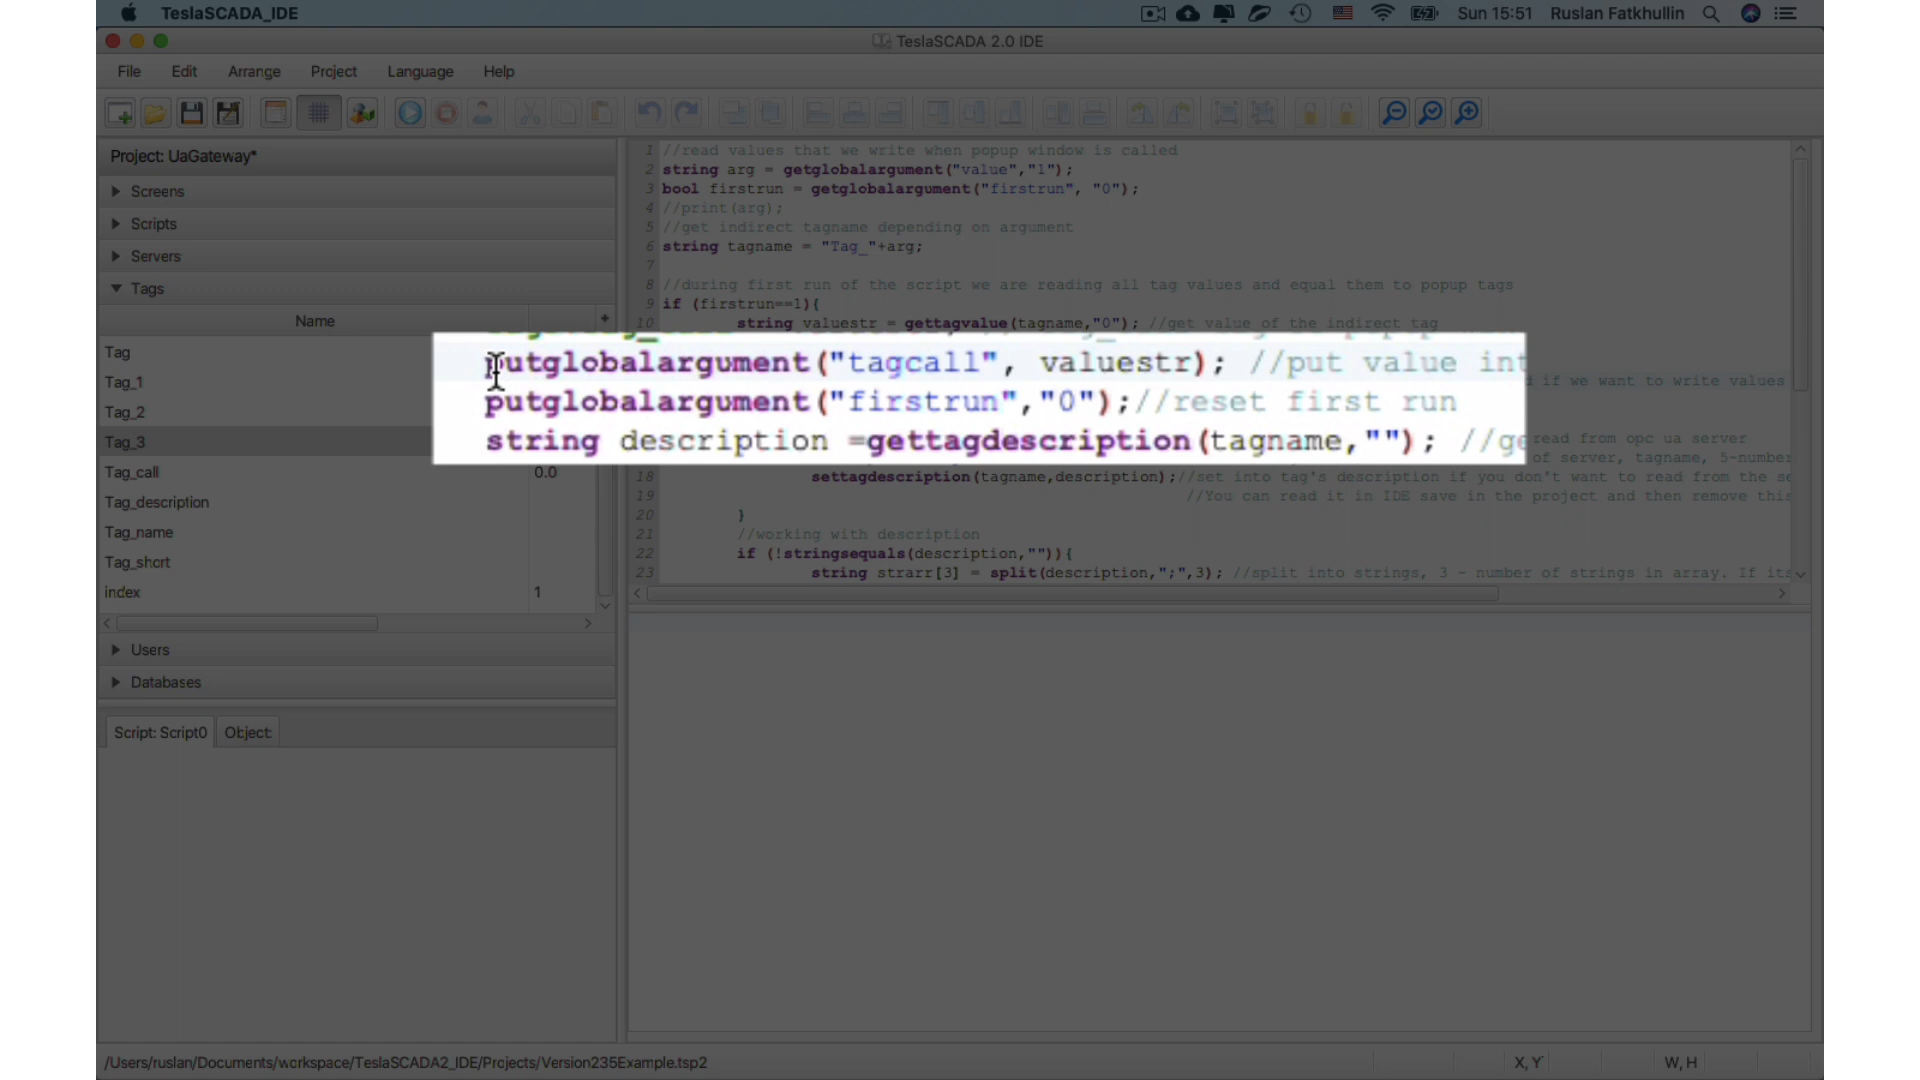 TeslaSCADA_IDE
Sun 15:51 Ruslan Fatkhullin
TeslaSCADA 2.0 IDE
File Edit Arrange Project Language Help
Project: UaGateway*
Screens
Scripts
Servers
Tags
Name
+
Tag
Tag_1
Tag_2
Tag_3
Tag_call 0.0
Tag_description
Tag_name
Tag_short
index 1
Users
Databases
Script: Script0 Object:
1 //read values that we write when popup window is called
2 string arg = getglobalargument("value","1");
3 bool firstrun = getglobalargument("firstrun", "0");
4 //print(arg);
5 //get indirect tagname depending on argument
6 string tagname = "Tag_"+arg;
7
8 //during first run of the script we are reading all tag values and equal them to popup tags
9 if (firstrun==1){
10 string valuestr = gettagvalue(tagname,"0"); //get value of the indirect tag
putglobalargument("tagcall", valuestr); //put value int
d if we want to write values
putglobalargument("firstrun","0");//reset first run
string description =gettagdescription(tagname,""); //ge
read from opc ua server
of server, tagname, 5-number
18 settagdescription(tagname,description);//set into tag's description if you don't want to read from the se
19 //You can read it in IDE save in the project and then remove this
20 }
21 //working with description
22 if (!stringsequals(description,"")){
23 string strarr[3] = split(description,";",3); //split into strings, 3 - number of strings in array. If its
/Users/ruslan/Documents/workspace/TeslaSCADA2_IDE/Projects/Version235Example.tsp2
X, Y
W, H